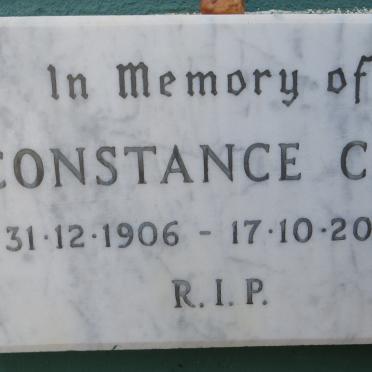 In Memory of
CONSTANCE C
31·12·1906 - 17·10·20
R.I.P.